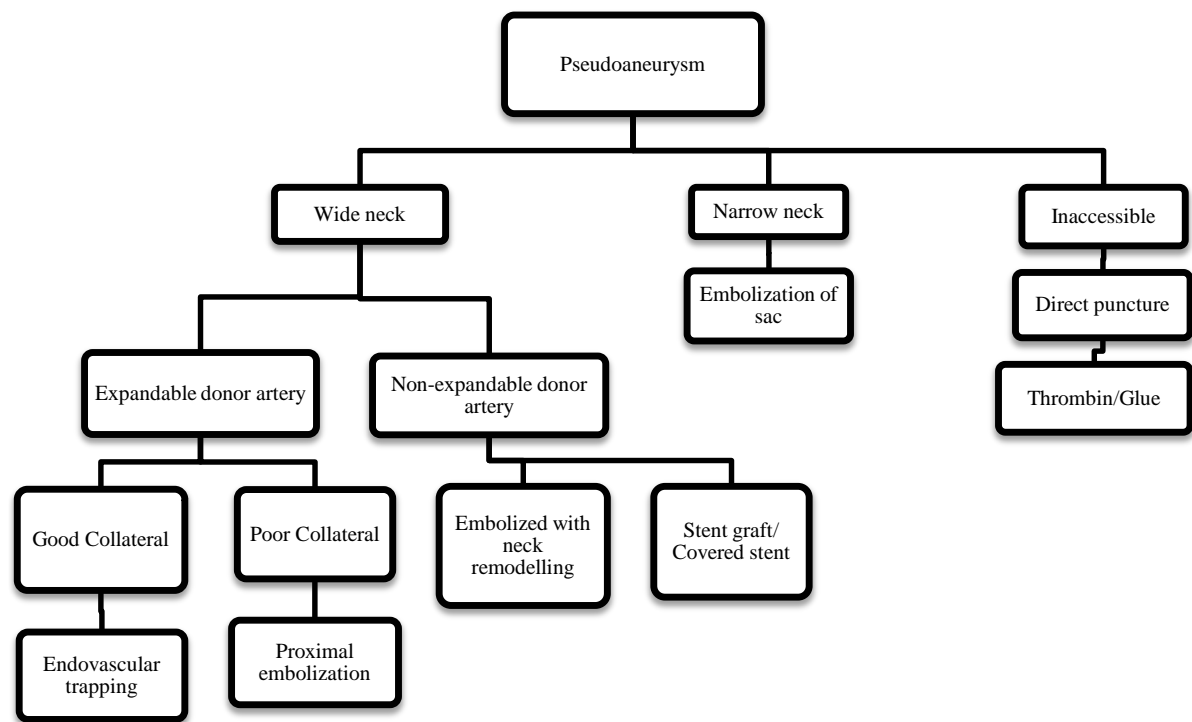 Pseudoaneurysm
Wide neck
Narrow neck
Inaccessible
Embolization of
sac
Direct puncture
Expandable donor artery
Non-expandable donor
artery
Thrombin/Glue
Good Collateral
Poor Collateral
Embolized with
neck
remodelling
Stent graft/
Covered stent
Endovascular
trapping
Proximal
embolization